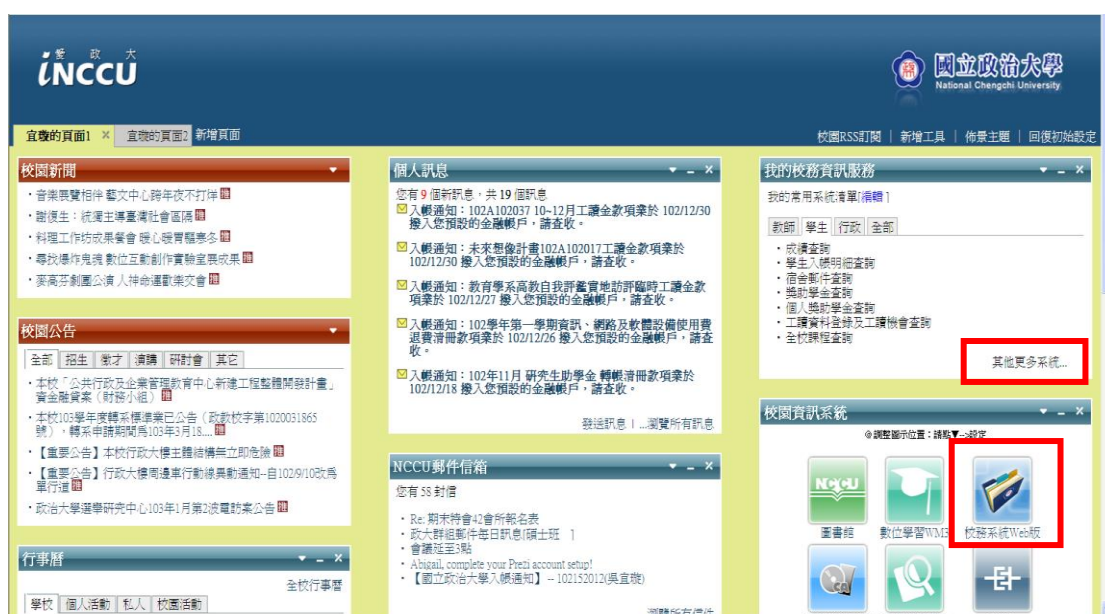 愛 政 大
iNCCU
國立政治大學
National Chengchi University
宜璇的頁面1 × 宜璇的頁面2 新增頁面
校園RSS訂閱 | 新增工具 | 佈景主題 | 回復初始設定
校園新聞
・音樂展覽相伴 藝文中心跨年夜不打烊
・謝復生：統獨主導臺灣社會區隔
・料理工作坊成果餐會 暖心暖胃驅寒冬
・尋找爆炸鬼魂 數位互動創作實驗室展成果
・麥高芬劇團公演 人神命運歡樂交會
校園公告
全部 招生 徵才 演講 研討會 其它
・本校「公共行政及企業管理教育中心新建工程整體開發計畫」
資金融資案（財務小組）
・本校103學年度轉系標準業已公告（政教校字第1020031865
號），轉系申請期間為103年3月18....
・【重要公告】本校行政大樓主體結構無立即危險
・【重要公告】行政大樓周邊車行動線異動通知--自102/9/10改為
單行道
・政治大學選舉研究中心103年1月第2波電訪案公告
行事曆
全校行事曆
學校 個人活動 私人 校園活動
個人訊息
您有 9 個新訊息，共 19 個訊息
入帳通知：102A102037 10~12月工讀金款項業於 102/12/30
撥入您預設的金融帳戶，請查收。
入帳通知：未來想像計畫102A102017工讀金款項業於
102/12/30 撥入您預設的金融帳戶，請查收。
入帳通知：教育學系高教自我評鑑實地訪評臨時工讀金款
項業於 102/12/27 撥入您預設的金融帳戶，請查收。
入帳通知：102學年第一學期資訊、網路及軟體設備使用費
退費清冊款項業於 102/12/26 撥入您預設的金融帳戶，請查
收。
入帳通知：102年11月 研究生助學金 轉帳清冊款項業於
102/12/18 撥入您預設的金融帳戶，請查收。
發送訊息 | ...瀏覽所有訊息
NCCU郵件信箱
您有 58 封信
・Re: 期末特會42會所報名表
・政大群組郵件每日訊息[碩士班 ]
・會議延至3點
・Abigail, complete your Prezi account setup!
・【國立政治大學入帳通知】 -- 102152012(吳宜璇)
...瀏覽所有信件
我的校務資訊服務
我的常用系統清單[編輯]
教師 學生 行政 全部
・成績查詢
・學生入帳明細查詢
・宿舍郵件查詢
・獎助學金查詢
・個人獎助學金查詢
・工讀資料登錄及工讀機會查詢
・全校課程查詢
其他更多系統...
校園資訊系統
◎調整圖示位置：請點▼-->設定
NCCU
圖書館 數位學習WM3 校務系統Web版